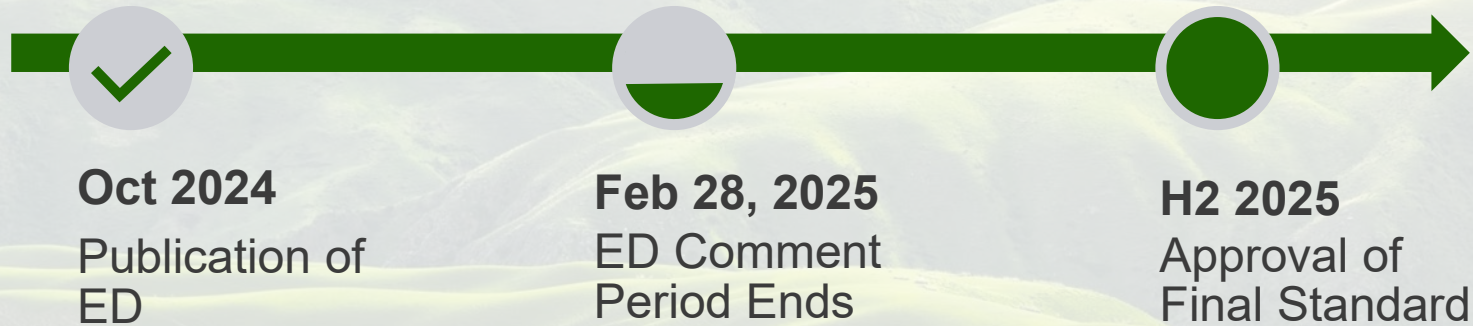 Oct 2024
Publication of
ED
Feb 28, 2025
ED Comment
Period Ends
H2 2025
Approval of
Final Standard